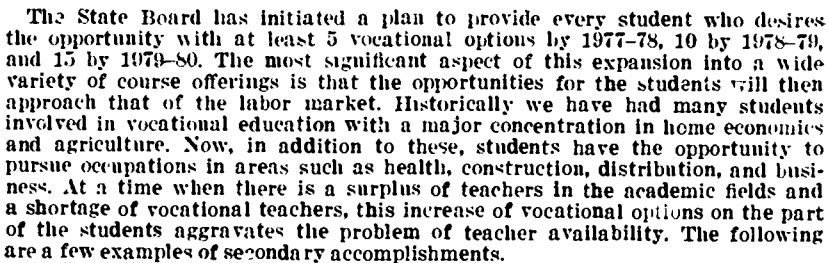 The State Board has initiated a plan to provide every student who desires
the opportunity with at least 5 vocational options by 1977-78, 10 by 1978-79,
and 15 by 1979-80. The most significant aspect of this expansion into a wide
variety of course offerings is that the opportunities for the students will then
approach that of the labor market. Historically we have had many students
involved in vocational education with a major concentration in home economics
and agriculture. Now, in addition to these, students have the opportunity to
pursue occupations in areas such as health, construction, distribution, and busi-
ness. At a time when there is a surplus of teachers in the academic fields and
a shortage of vocational teachers, this increase of vocational options on the part
of the students aggravates the problem of teacher availability. The following
are a few examples of secondary accomplishments.